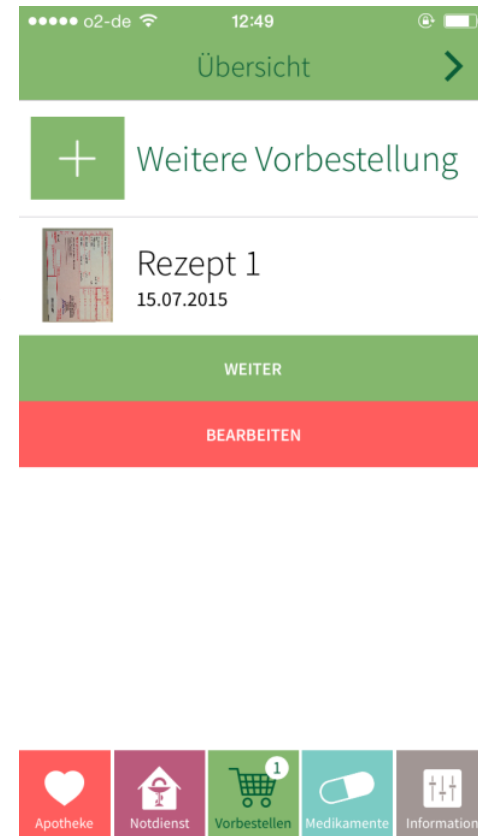 o2-de 12:49
Übersicht
Weitere Vorbestellung
Rezept 1
15.07.2015
WEITER
BEARBEITEN
1
Apotheke Notdienst Vorbestellen Medikamente Information